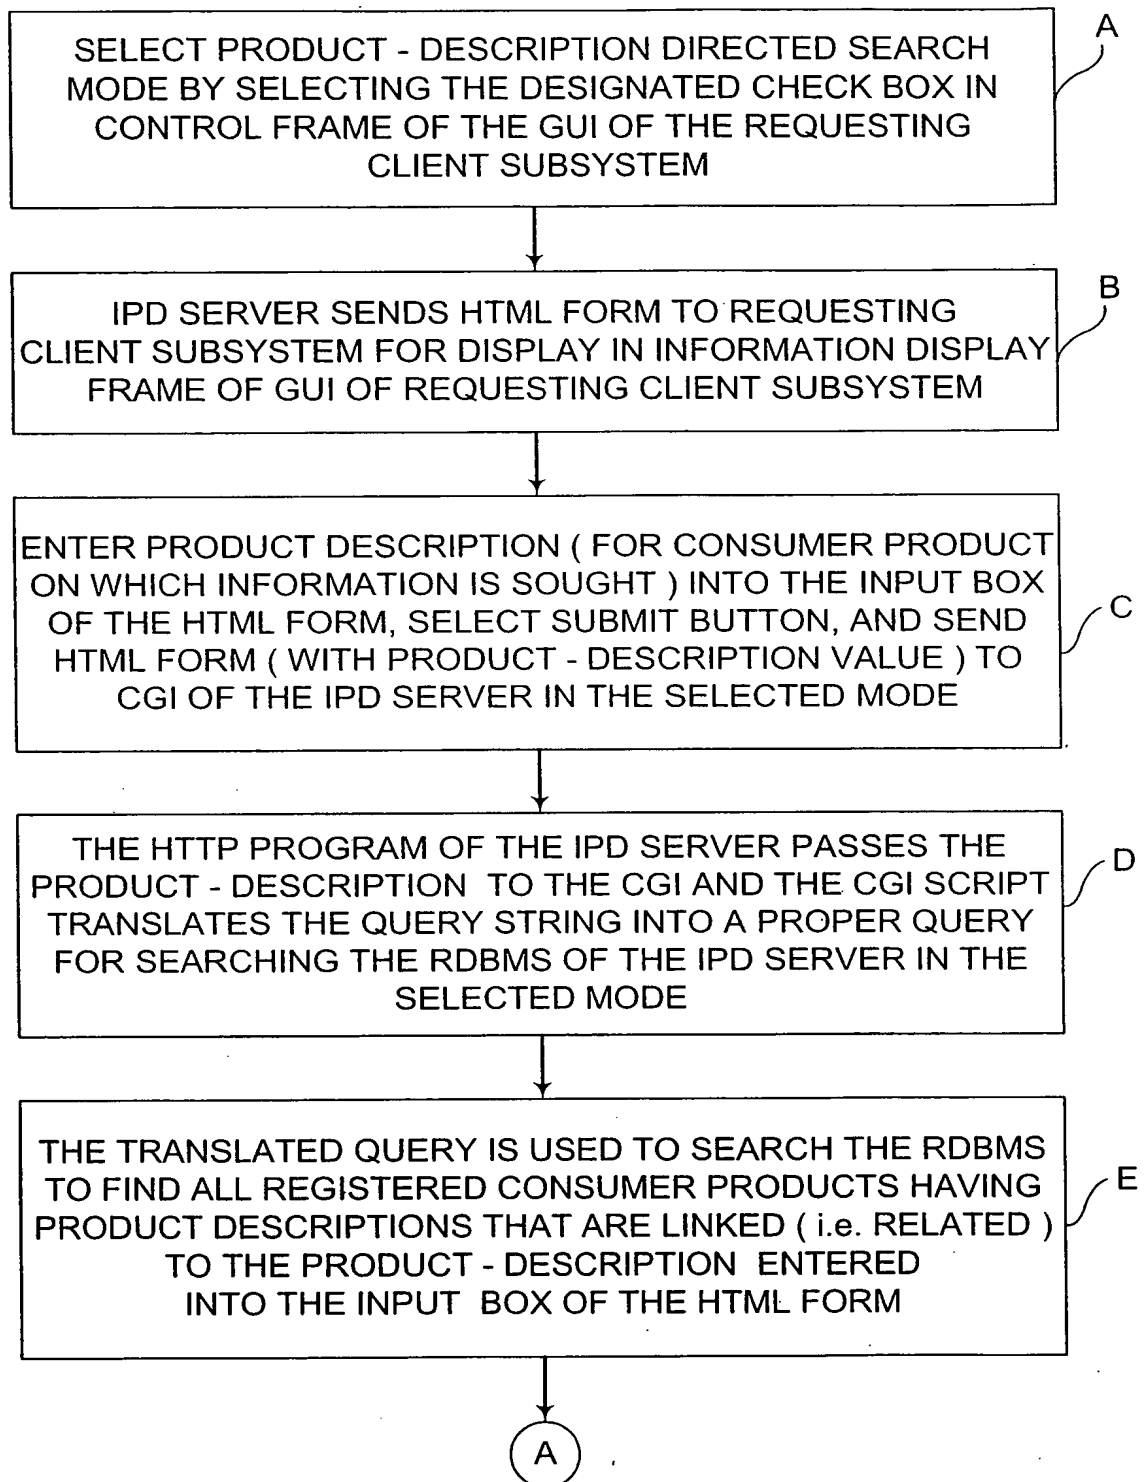 SELECT PRODUCT - DESCRIPTION DIRECTED SEARCH
MODE BY SELECTING THE DESIGNATED CHECK BOX IN
CONTROL FRAME OF THE GUI OF THE REQUESTING
CLIENT SUBSYSTEM
A
IPD SERVER SENDS HTML FORM TO REQUESTING
CLIENT SUBSYSTEM FOR DISPLAY IN INFORMATION DISPLAY
FRAME OF GUI OF REQUESTING CLIENT SUBSYSTEM
B
ENTER PRODUCT DESCRIPTION ( FOR CONSUMER PRODUCT
ON WHICH INFORMATION IS SOUGHT ) INTO THE INPUT BOX
OF THE HTML FORM, SELECT SUBMIT BUTTON, AND SEND
HTML FORM ( WITH PRODUCT - DESCRIPTION VALUE ) TO
CGI OF THE IPD SERVER IN THE SELECTED MODE
C
THE HTTP PROGRAM OF THE IPD SERVER PASSES THE
PRODUCT - DESCRIPTION TO THE CGI AND THE CGI SCRIPT
TRANSLATES THE QUERY STRING INTO A PROPER QUERY
FOR SEARCHING THE RDBMS OF THE IPD SERVER IN THE
SELECTED MODE
D
THE TRANSLATED QUERY IS USED TO SEARCH THE RDBMS
TO FIND ALL REGISTERED CONSUMER PRODUCTS HAVING
PRODUCT DESCRIPTIONS THAT ARE LINKED ( i.e. RELATED )
TO THE PRODUCT - DESCRIPTION ENTERED
INTO THE INPUT BOX OF THE HTML FORM
E
A